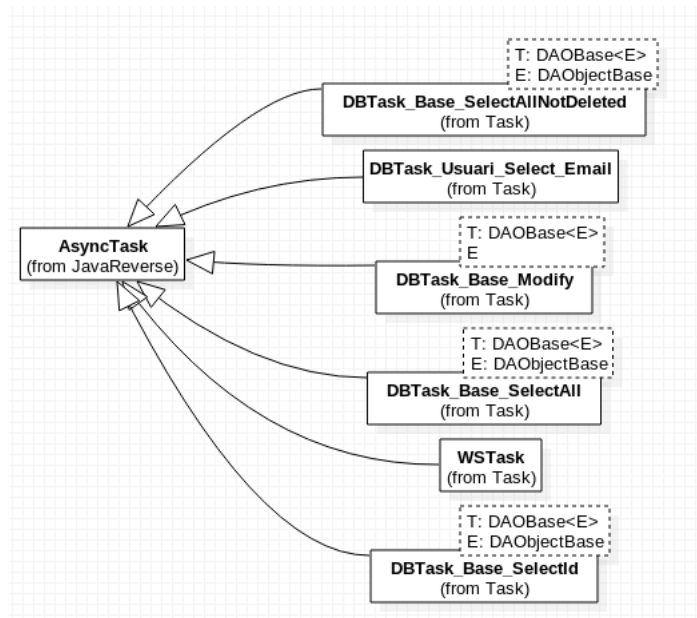 T: DAOBase<E>
E: DAObjectBase
DBTask_Base_SelectAllNotDeleted
(from Task)
DBTask_Usuari_Select_Email
(from Task)
AsyncTask
(from JavaReverse)
T: DAOBase<E>
E
DBTask_Base_Modify
(from Task)
T: DAOBase<E>
E: DAObjectBase
DBTask_Base_SelectAll
(from Task)
WSTask
(from Task)
T: DAOBase<E>
E: DAObjectBase
DBTask_Base_SelectId
(from Task)